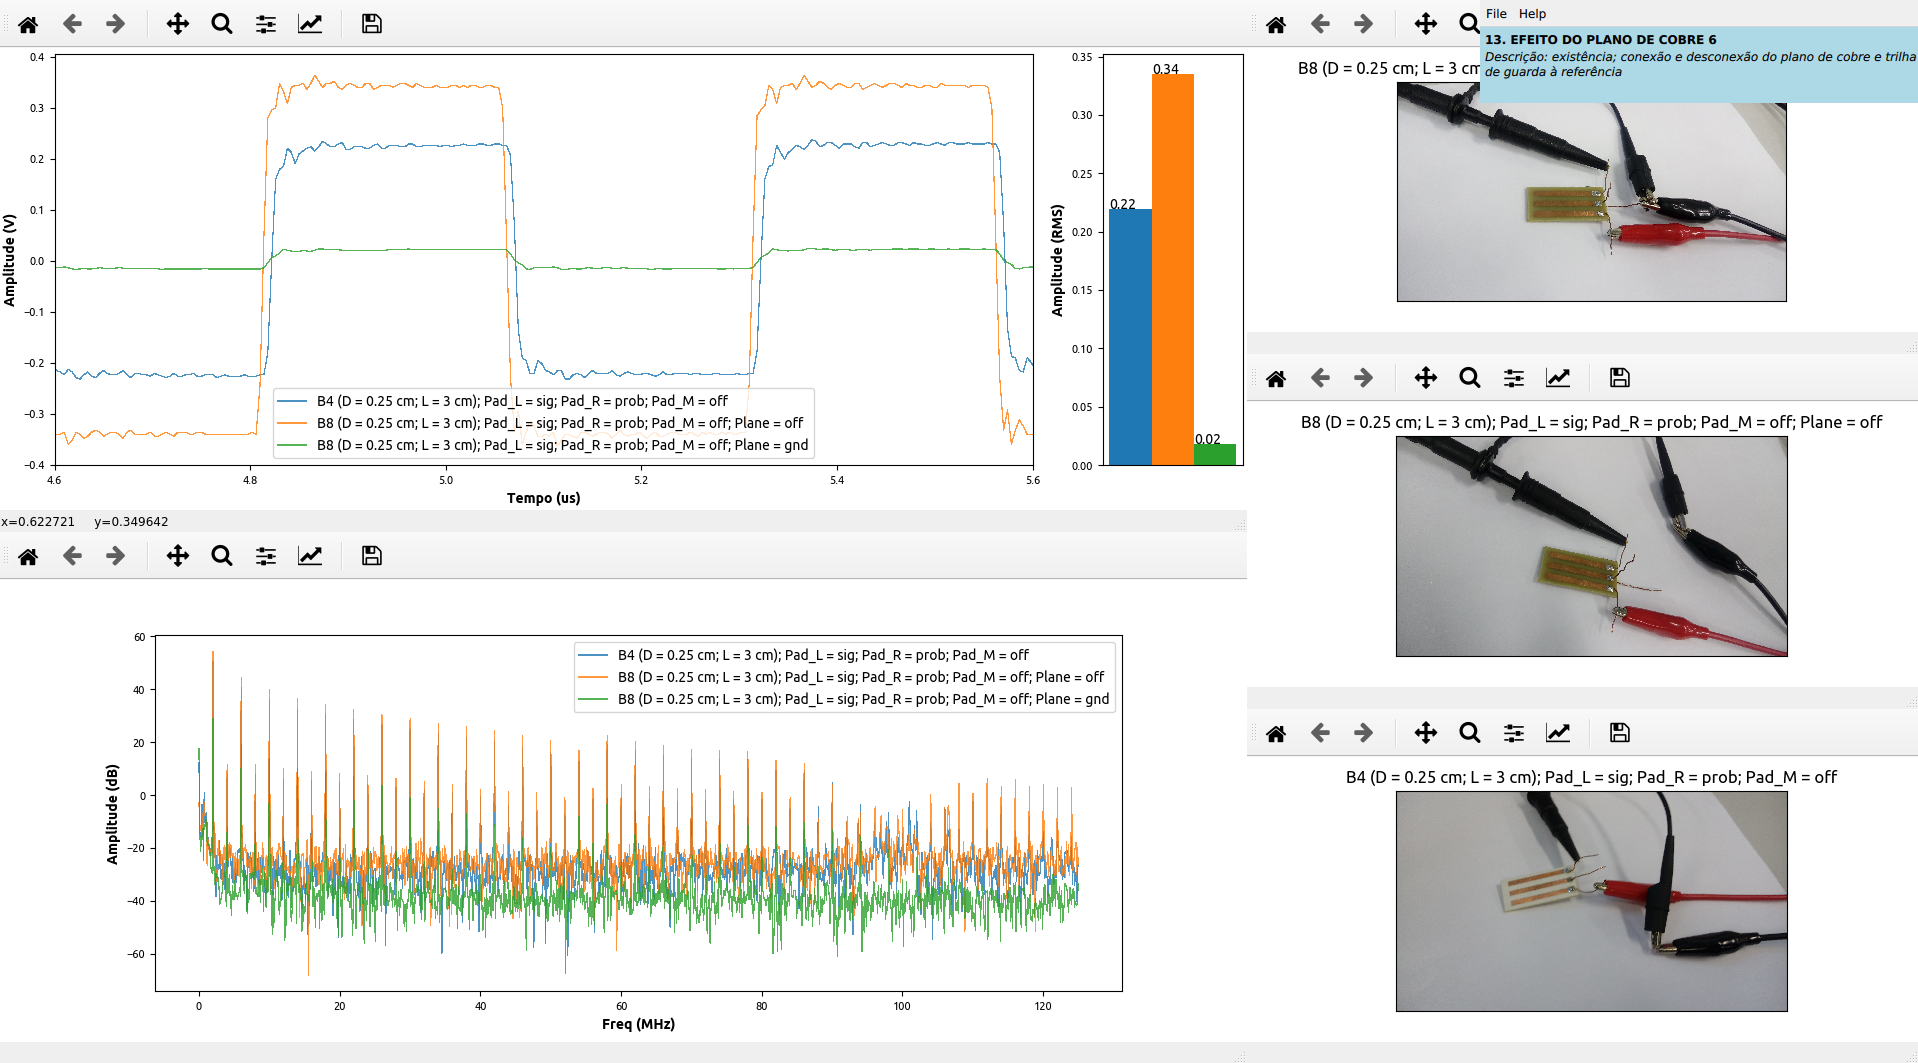 0.4
0.3
0.2
0.1
0.0
−0.1
−0.2
−0.3
−0.4
Amplitude (V)
4.6
4.8
5.0
5.2
5.4
5.6
Tempo (us)
B4 (D = 0.25 cm; L = 3 cm); Pad_L = sig; Pad_R = prob; Pad_M = off
B8 (D = 0.25 cm; L = 3 cm); Pad_L = sig; Pad_R = prob; Pad_M = off; Plane = off
B8 (D = 0.25 cm; L = 3 cm); Pad_L = sig; Pad_R = prob; Pad_M = off; Plane = gnd
0.35
0.30
0.25
0.20
0.15
0.10
0.05
0.00
Amplitude (RMS)
0.22
0.34
0.02
x=0.622721 y=0.349642
60
40
20
0
−20
−40
−60
Amplitude (dB)
0
20
40
60
80
100
120
Freq (MHz)
B4 (D = 0.25 cm; L = 3 cm); Pad_L = sig; Pad_R = prob; Pad_M = off
B8 (D = 0.25 cm; L = 3 cm); Pad_L = sig; Pad_R = prob; Pad_M = off; Plane = off
B8 (D = 0.25 cm; L = 3 cm); Pad_L = sig; Pad_R = prob; Pad_M = off; Plane = gnd
File Help
13. EFEITO DO PLANO DE COBRE 6
Descrição: existência; conexão e desconexão do plano de cobre e trilha
de guarda à referência
B8 (D = 0.25 cm; L = 3 cm
B8 (D = 0.25 cm; L = 3 cm); Pad_L = sig; Pad_R = prob; Pad_M = off; Plane = off
B4 (D = 0.25 cm; L = 3 cm); Pad_L = sig; Pad_R = prob; Pad_M = off